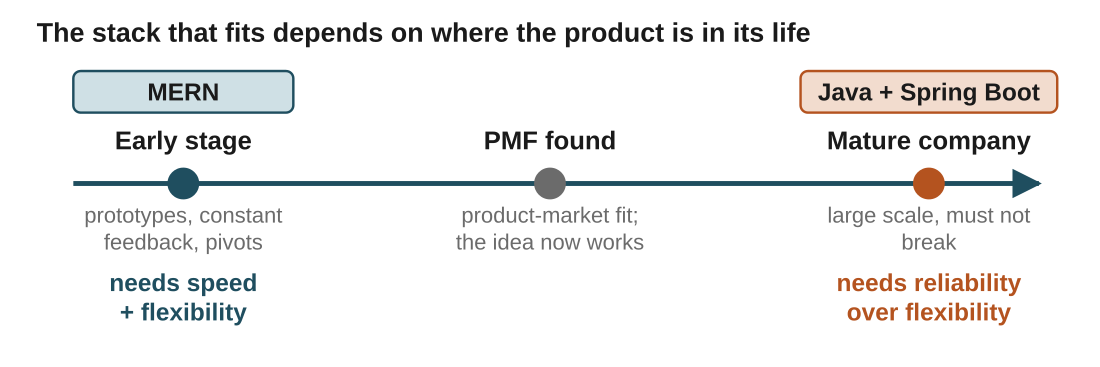 The stack that fits depends on where the product is in its life
MERN
Java + Spring Boot
Early stage
PMF found
Mature company
prototypes, constant
feedback, pivots
product-market fit;
the idea now works
large scale, must not
break
needs speed
+ flexibility
needs reliability
over flexibility